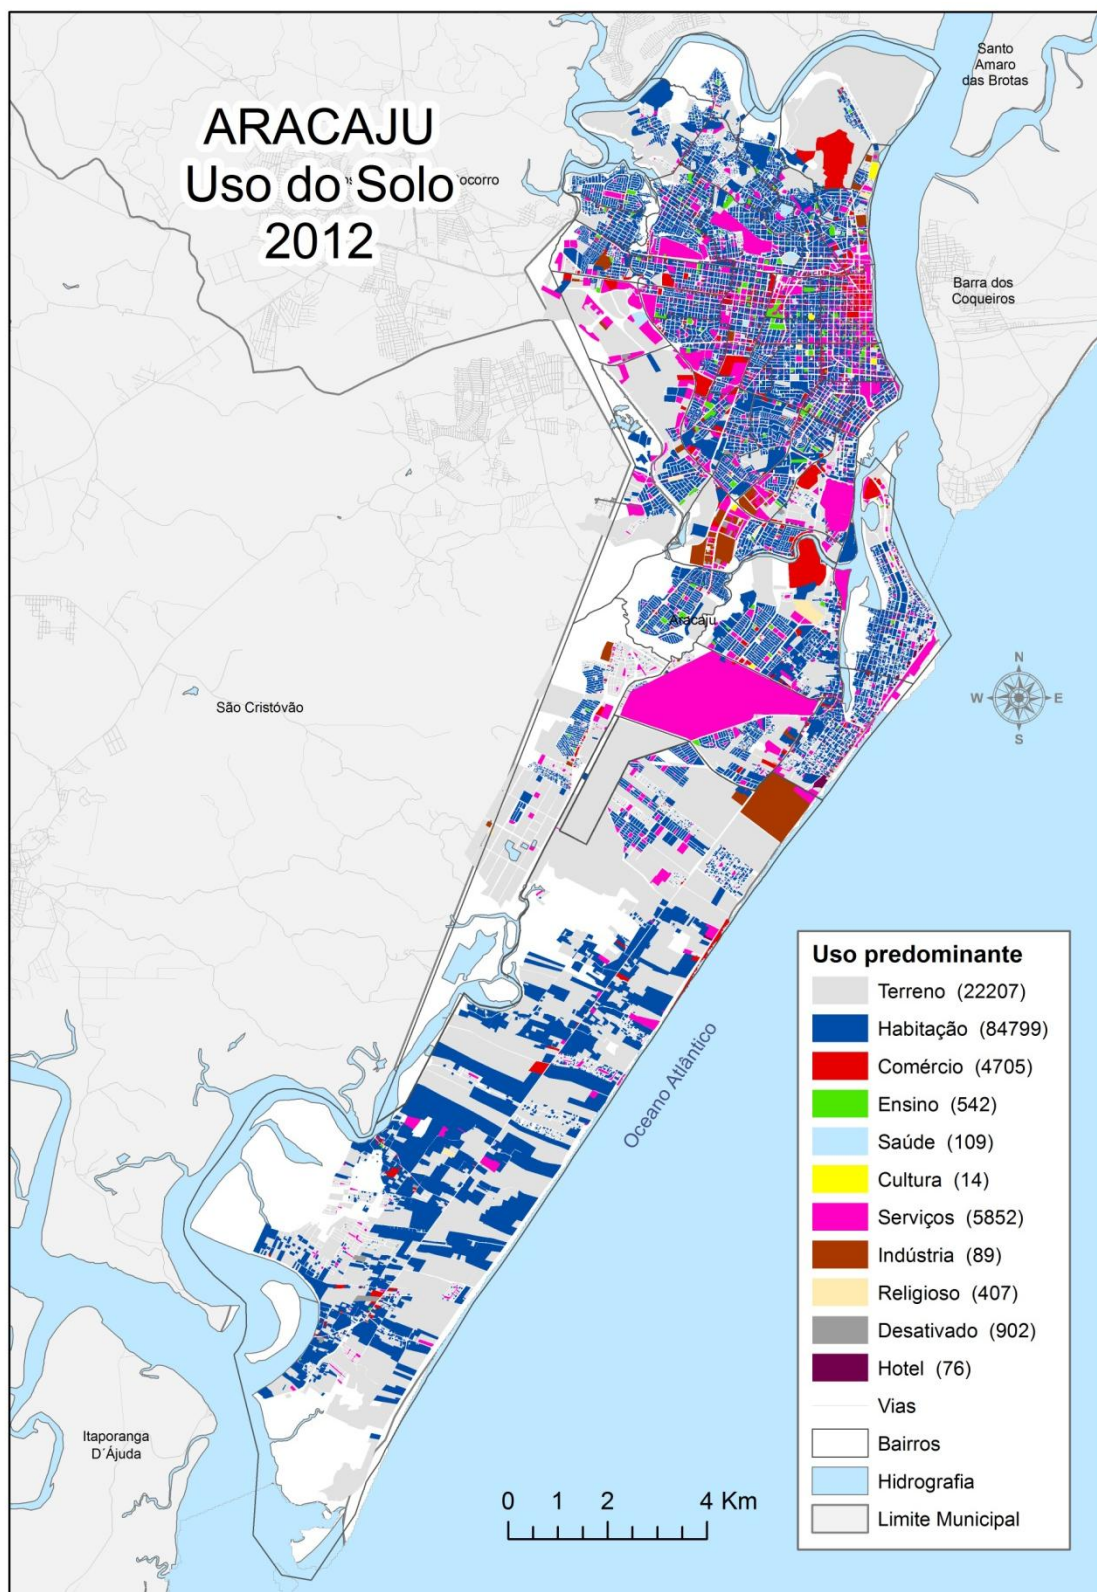 ARACAJU
Uso do Solo
2012
ocorro
Santo
Amaro
das Brotas
Barra dos
Coqueiros
Aracaju
São Cristóvão
N
W
E
S
Oceano Atlântico
Itaporanga
D´Ájuda
0 1 2 4 Km
Uso predominante
Terreno (22207)
Habitação (84799)
Comércio (4705)
Ensino (542)
Saúde (109)
Cultura (14)
Serviços (5852)
Indústria (89)
Religioso (407)
Desativado (902)
Hotel (76)
Vias
Bairros
Hidrografia
Limite Municipal